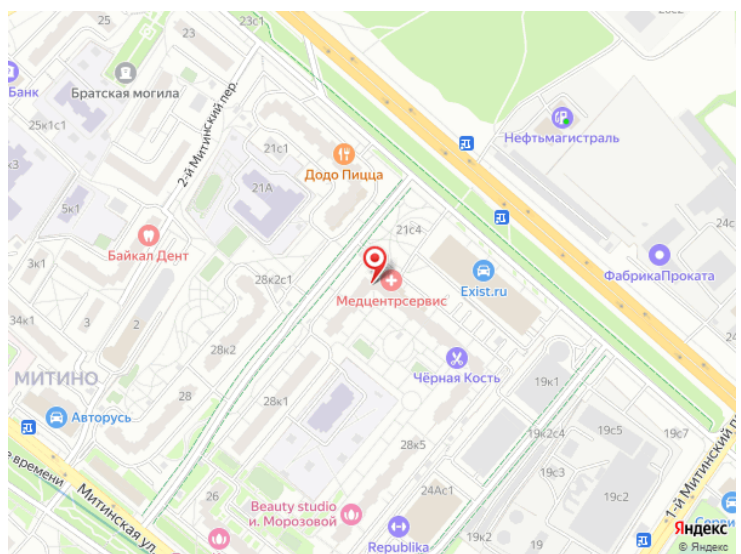 25
23
23с1
Банк
Братская могила
25к1с1
2-й Митинский пер.
21с1
Додо Пицца
21А
Нефтьмагистраль
5к1
Байкал Дент
3к1
21с4
24с
28к2с1
Медцентрсервис
Exist.ru
ФабрикаПроката
34к1
3
2
28к2
МИТИНО
Чёрная Кость
28
28к1
19к1
Авторусь
19к2с4
19с5
19с7
28к5
19с3
е времени
Митинская ул.
26
24Ас1
19с2
1-й Митинский п
Beauty studio
и. Морозовой
Republika
19
Серви
Яндекс
© Яндекс